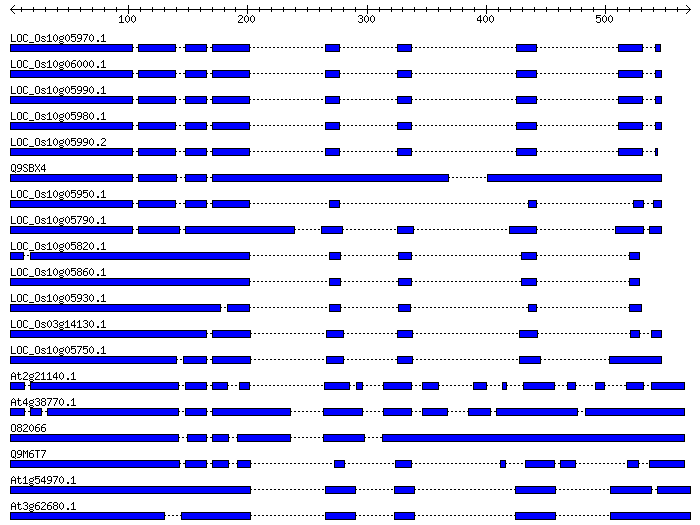 100 200 300 400 500
LOC_Os10g05970.1
LOC_Os10g06000.1
LOC_Os10g05990.1
LOC_Os10g05980.1
LOC_Os10g05990.2
Q9SBX4
LOC_Os10g05950.1
LOC_Os10g05790.1
LOC_Os10g05820.1
LOC_Os10g05860.1
LOC_Os10g05930.1
LOC_Os03g14130.1
LOC_Os10g05750.1
At2g21140.1
At4g38770.1
O82066
Q9M6T7
At1g54970.1
At3g62680.1